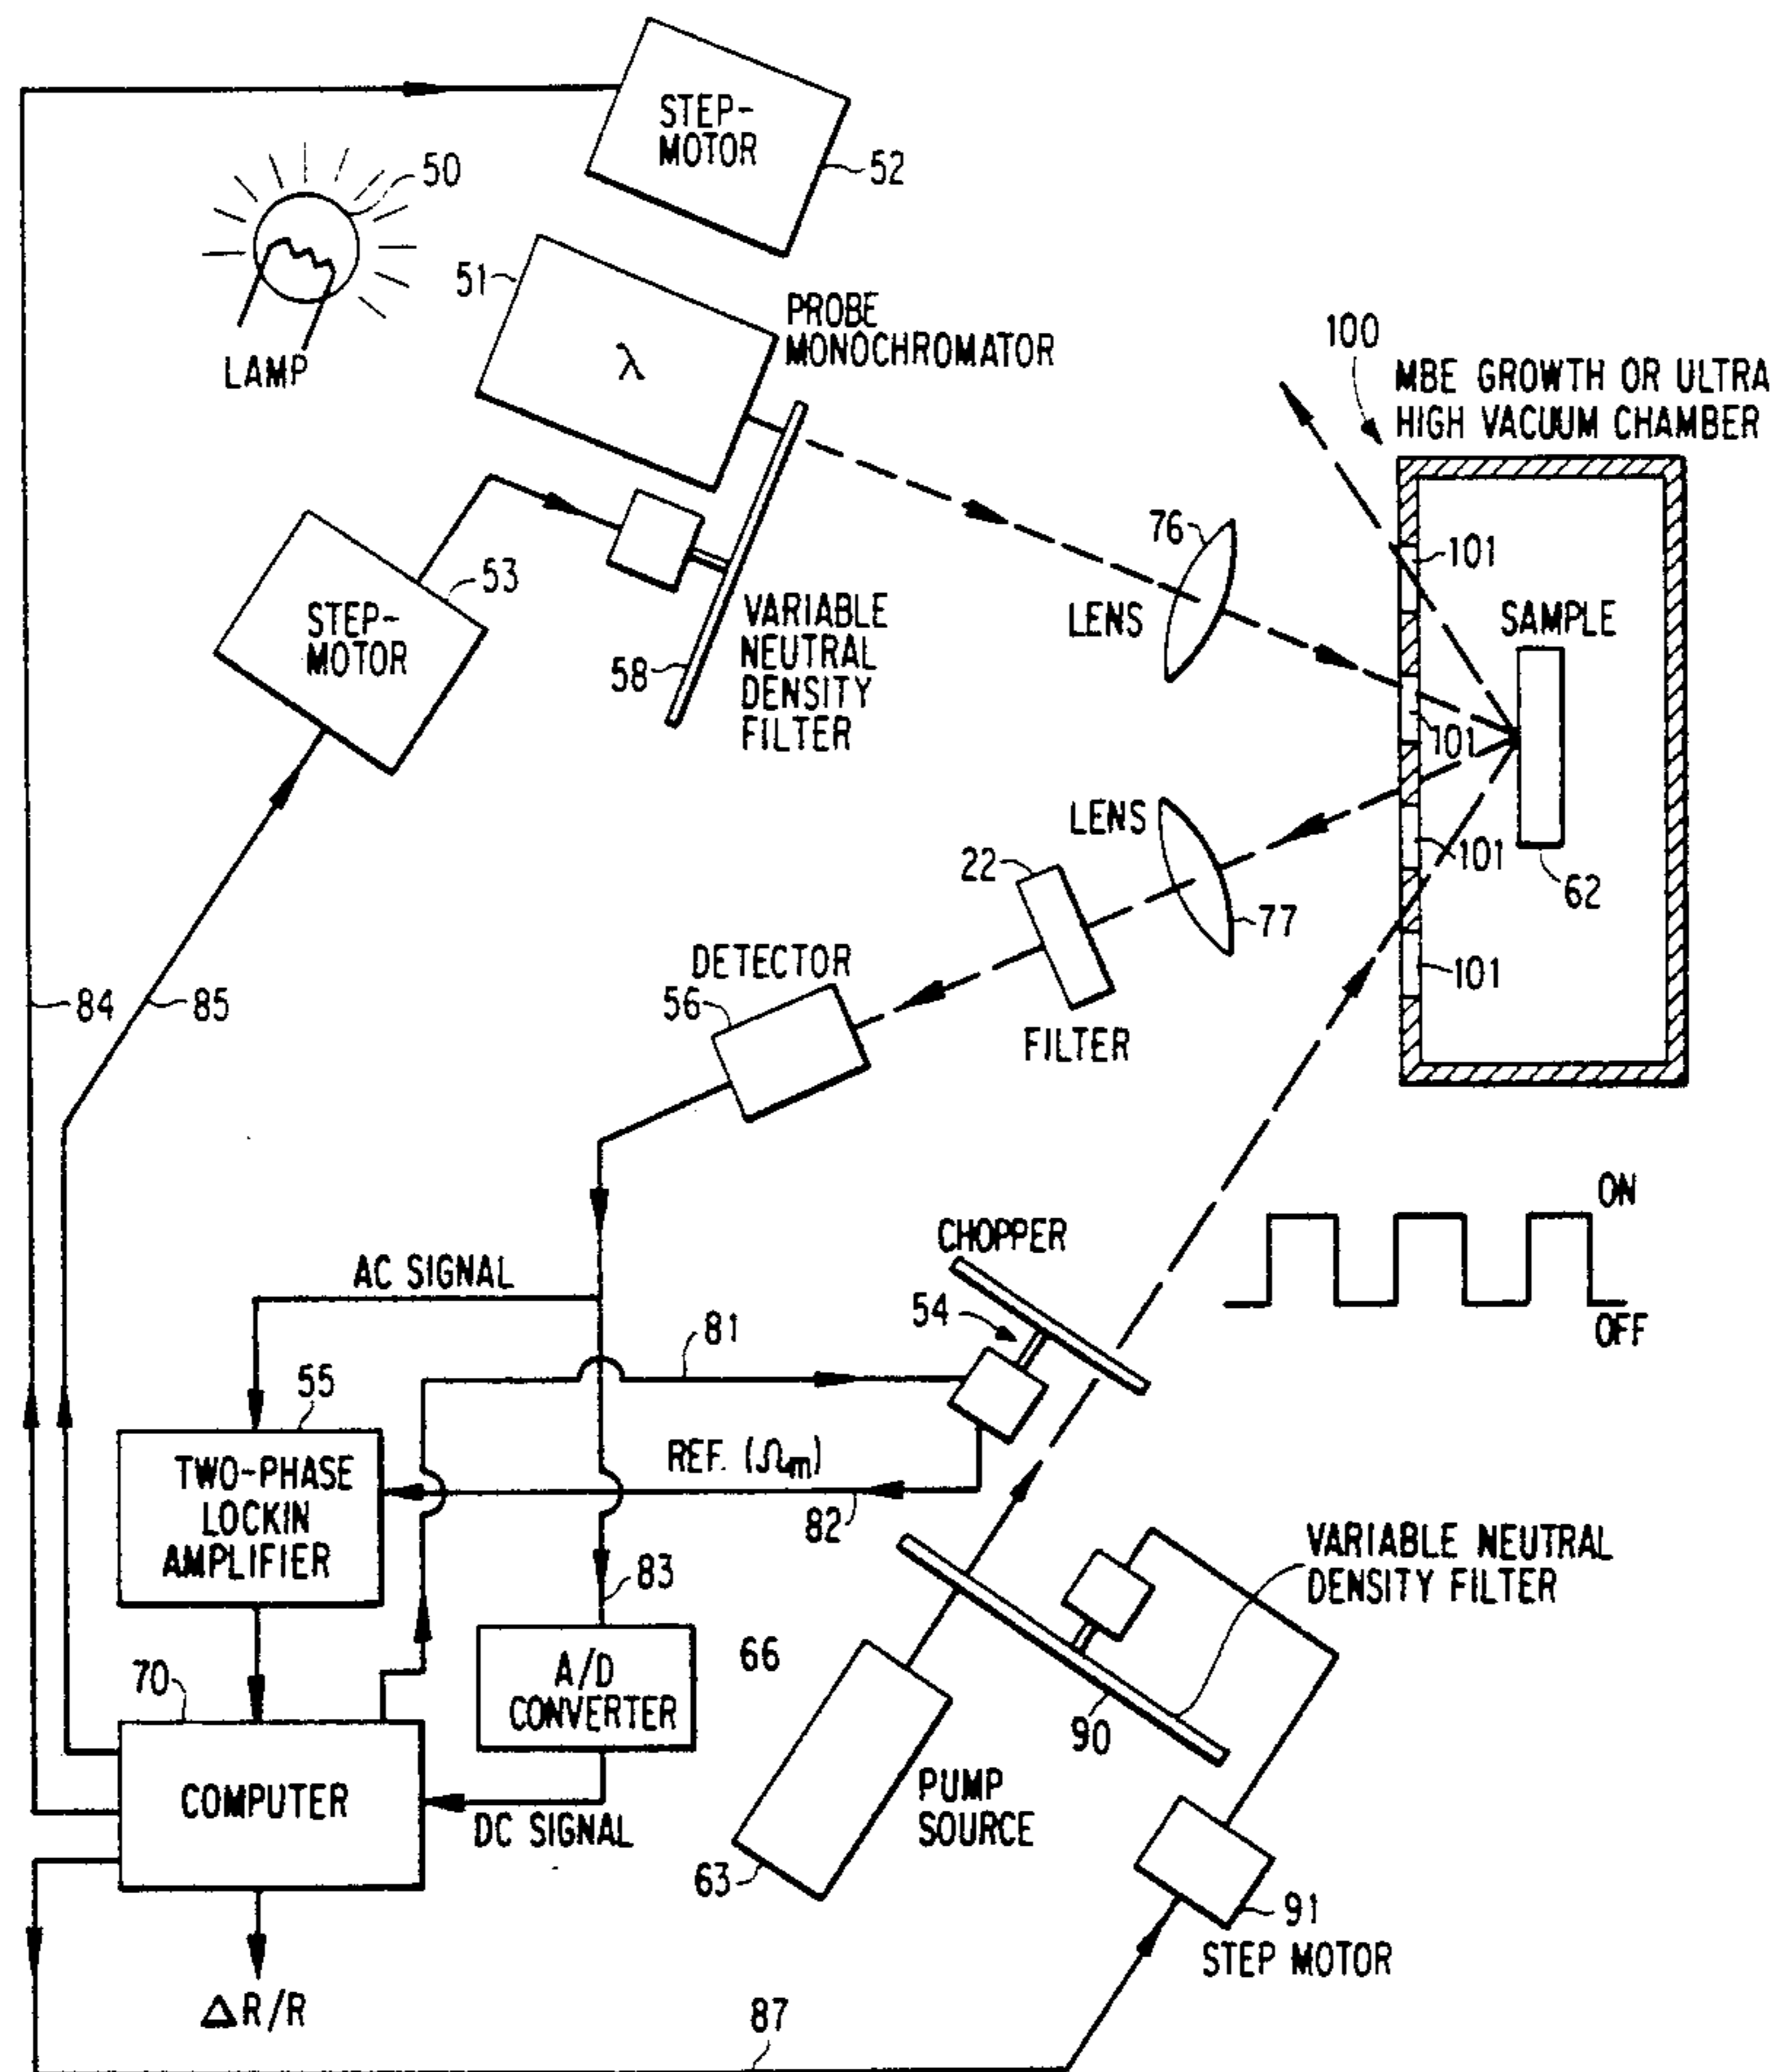 STEP-
MOTOR
52
50
LAMP
51
λ
PROBE
MONOCHROMATOR
100
MBE GROWTH OR ULTRA
HIGH VACUUM CHAMBER
53
STEP-
MOTOR
58
VARIABLE
NEUTRAL
DENSITY
FILTER
76
LENS
101
SAMPLE
101
101
62
101
LENS
77
22
FILTER
DETECTOR
56
84
85
ON
OFF
CHOPPER
54
AC SIGNAL
81
55
TWO-PHASE
LOCKIN
AMPLIFIER
REF. (Ωm)
82
83
VARIABLE NEUTRAL
DENSITY FILTER
66
A/D
CONVERTER
90
70
COMPUTER
DC SIGNAL
PUMP
SOURCE
63
91
STEP MOTOR
ΔR/R
87